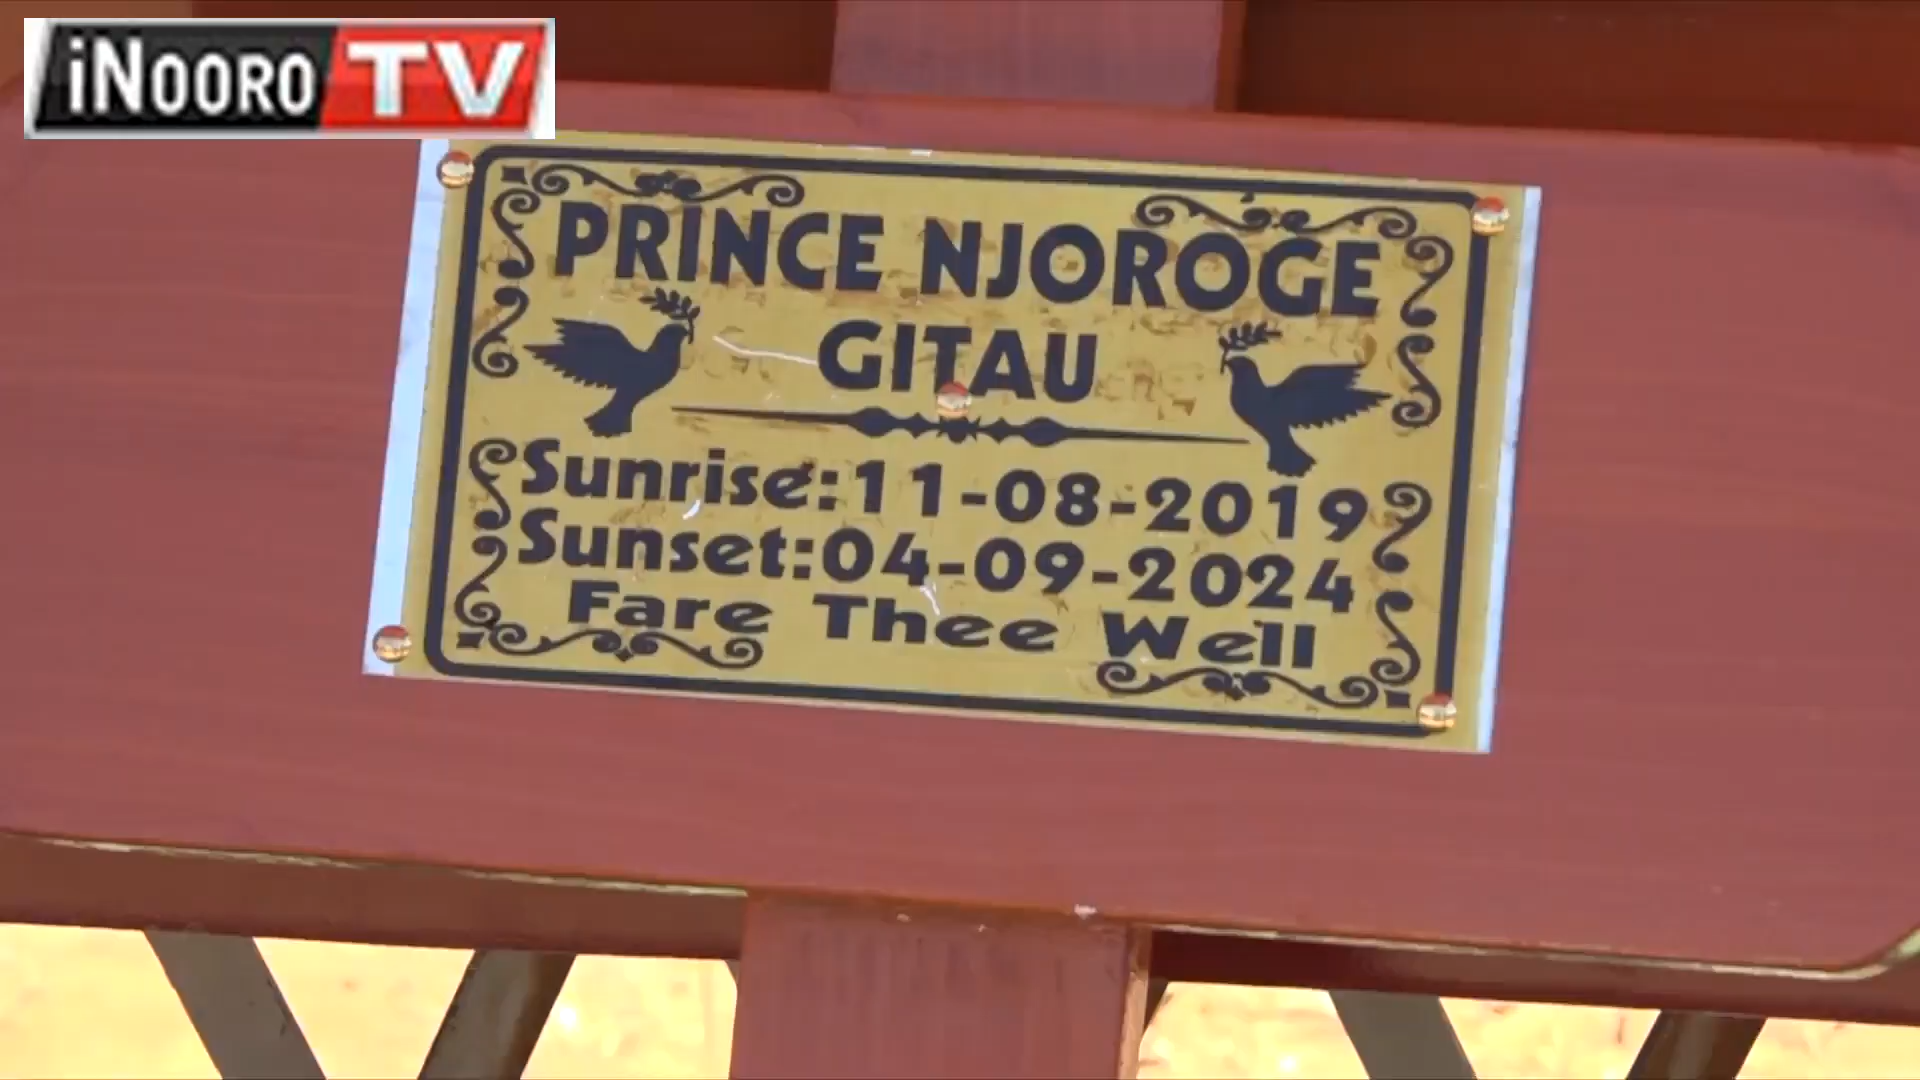 iNOORO TV
PRINCE NJOROGE
GITAU
Sunrise:11-08-2019
Sunset:04-09-2024
Fare Thee Well